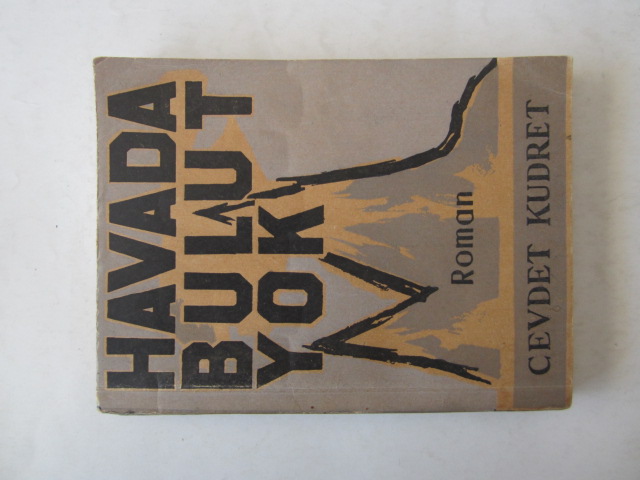 HAVADA
BULUT
YOK
Roman
CEVDET KUDRET